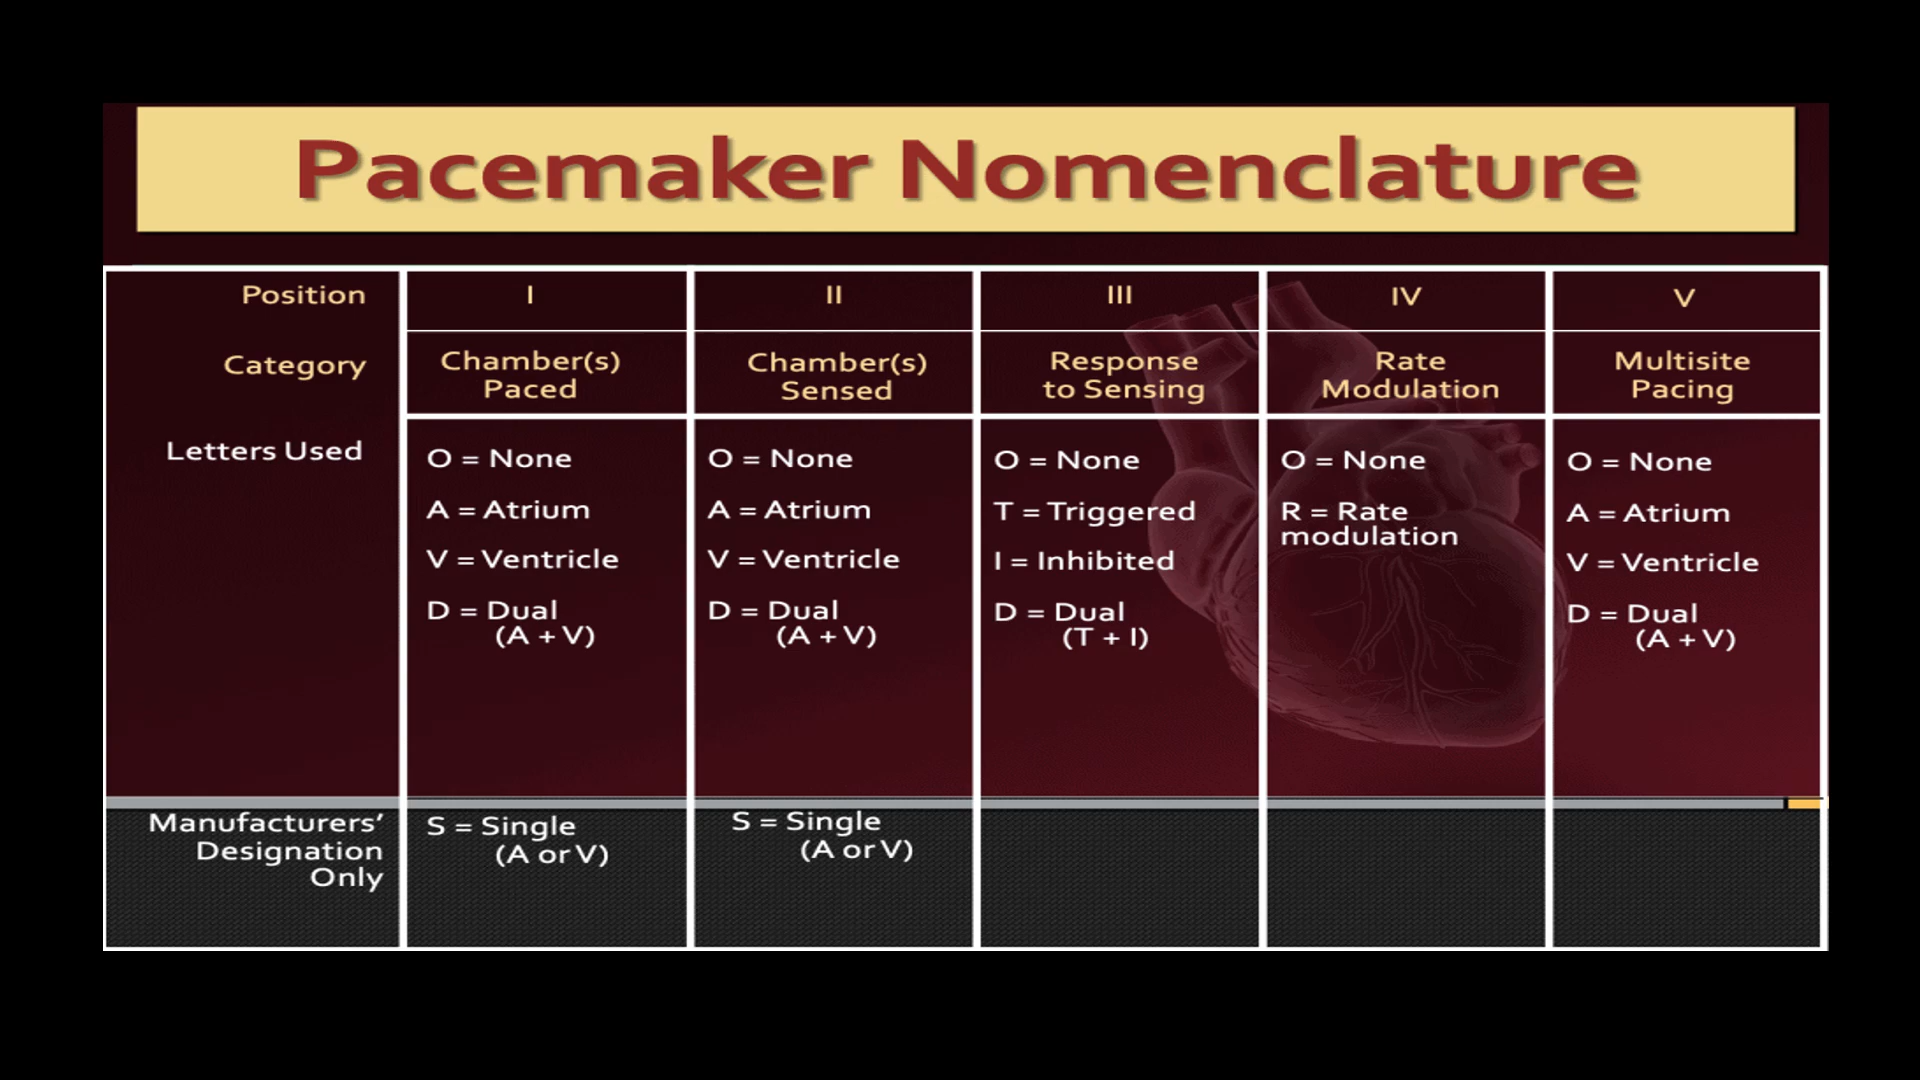 Pacemaker Nomenclature
Position
I
II
III
IV
V
Category
Chamber(s)
Paced
Chamber(s)
Sensed
Response
to Sensing
Rate
Modulation
Multisite
Pacing
Letters Used
O = None
A = Atrium
V = Ventricle
D = Dual
(A + V)
O = None
A = Atrium
V = Ventricle
D = Dual
(A + V)
O = None
T = Triggered
I = Inhibited
D = Dual
(T + I)
O = None
R = Rate
modulation
O = None
A = Atrium
V = Ventricle
D = Dual
(A + V)
Manufacturers’
Designation
Only
S = Single
(A or V)
S = Single
(A or V)